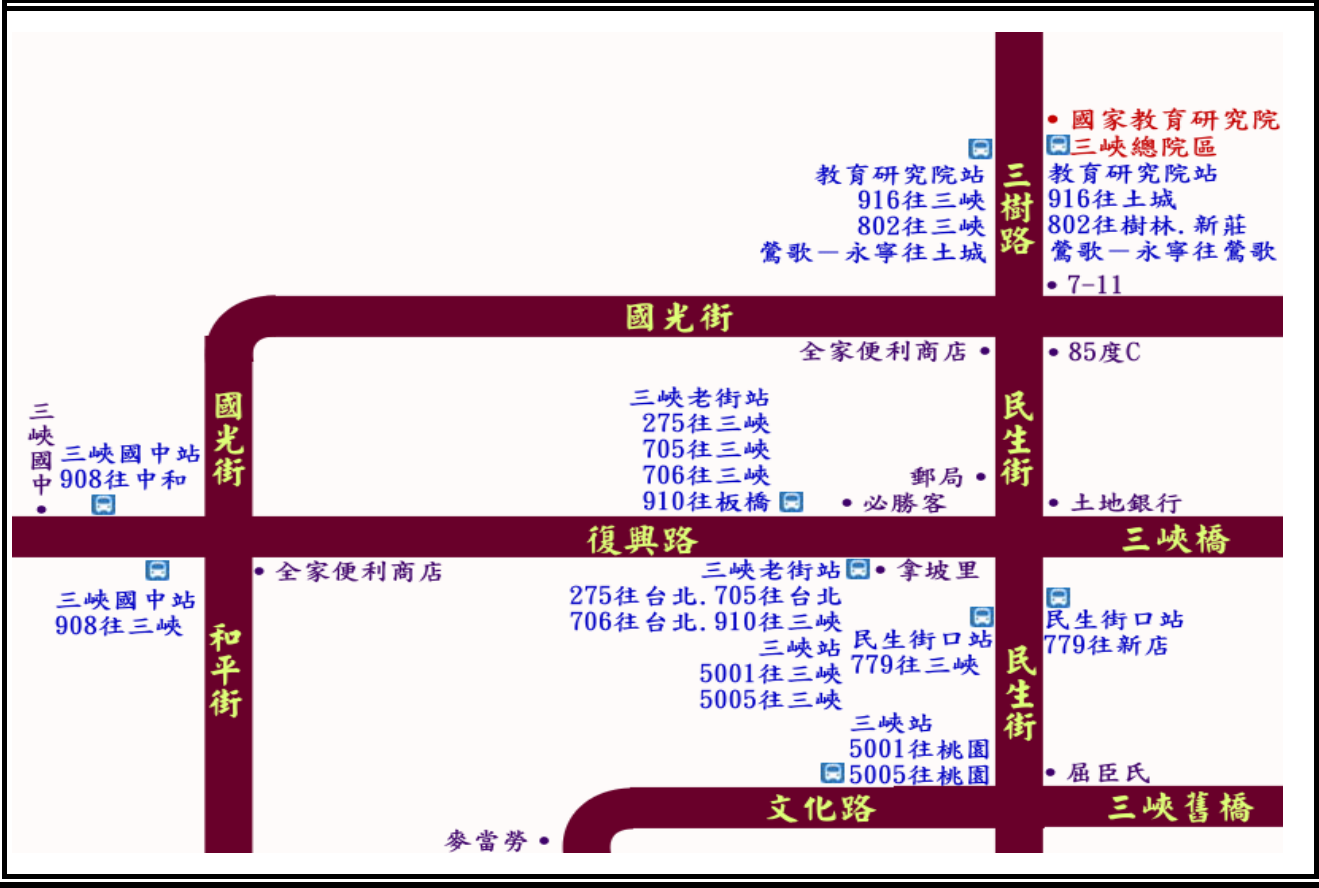 國家教育研究院
三峽總院區
教育研究院站
916往土城
802往樹林.新莊
鶯歌－永寧往鶯歌
7-11
教育研究院站
916往三峽
802往三峽
鶯歌－永寧往土城
三樹路
國光街
全家便利商店
85度C
國光街
民生街
三峽國中
三峽國中站
908往中和
三峽老街站
275往三峽
705往三峽
706往三峽
910往板橋
郵局
必勝客
土地銀行
復興路
三峽橋
三峽國中站
908往三峽
全家便利商店
和平街
三峽老街站
275往台北.705往台北
706往台北.910往三峽
三峽站
5001往三峽
5005往三峽
拿坡里
民生街口站
779往三峽
民生街口站
779往新店
民生街
三峽站
5001往桃園
5005往桃園
屈臣氏
文化路
三峽舊橋
麥當勞